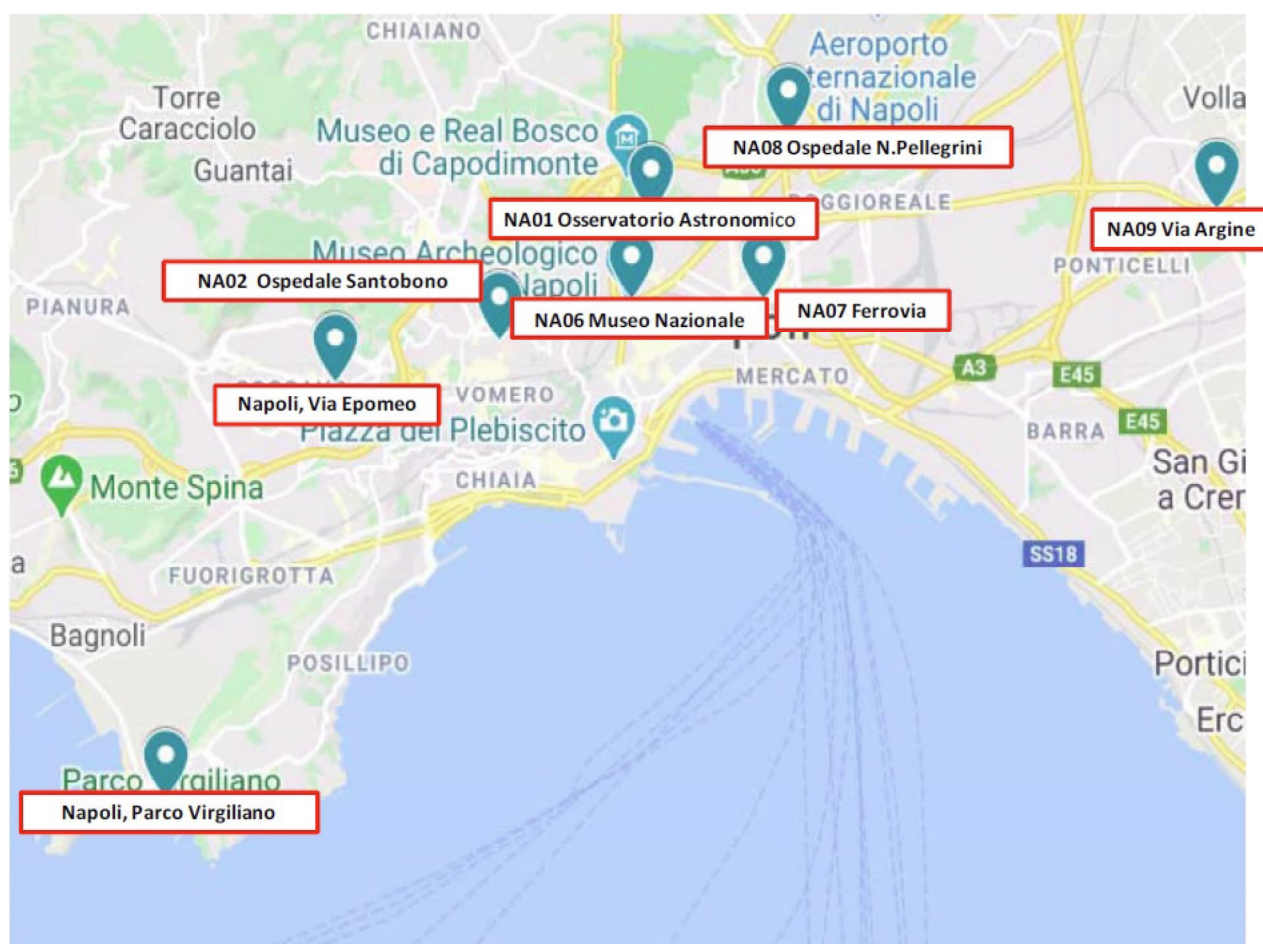 CHIAIANO
Aeroporto
ternazionale
di Napoli
Torre
Caracciolo
Volla
Museo e Real Bosco
di Capodimonte
NA08 Ospedale N.Pellegrini
Guantai
OGGIOREALE
NA01 Osservatorio Astronomico
NA09 Via Argine
Museo Archeologico
Napoli
PONTICELLI
NA02 Ospedale Santobono
PIANURA
NA06 Museo Nazionale
NA07 Ferrovia
MERCATO
A3
E45
Napoli, Via Epomeo
VOMERO
Piazza del Plebiscito
BARRA
E45
San Gi
a Crer
CHIAIA
Monte Spina
SS18
a
FUORIGROTTA
Bagnoli
POSILLIPO
Portici
Erc
Parco rgiliano
Napoli, Parco Virgiliano